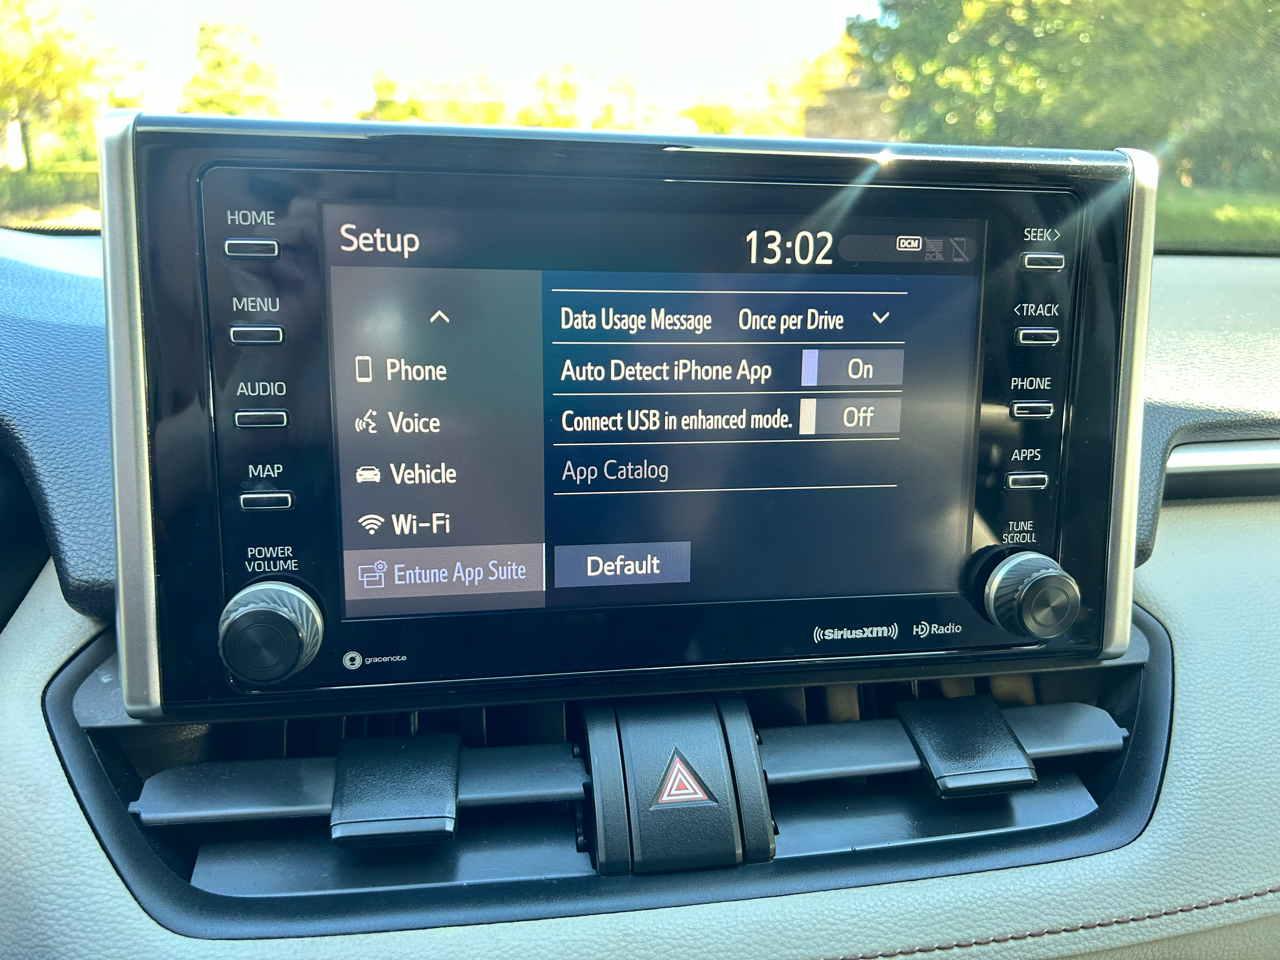 HOME
MENU
AUDIO
MAP
POWER
VOLUME
Setup
13:02
DCM
DCM
Phone
Voice
Vehicle
Wi-Fi
Entune App Suite
Data Usage Message Once per Drive
Auto Detect iPhone App On
Connect USB in enhanced mode. Off
App Catalog
Default
SEEK>
<TRACK
PHONE
APPS
TUNE
SCROLL
gracenote
((SiriusXM))
HD Radio